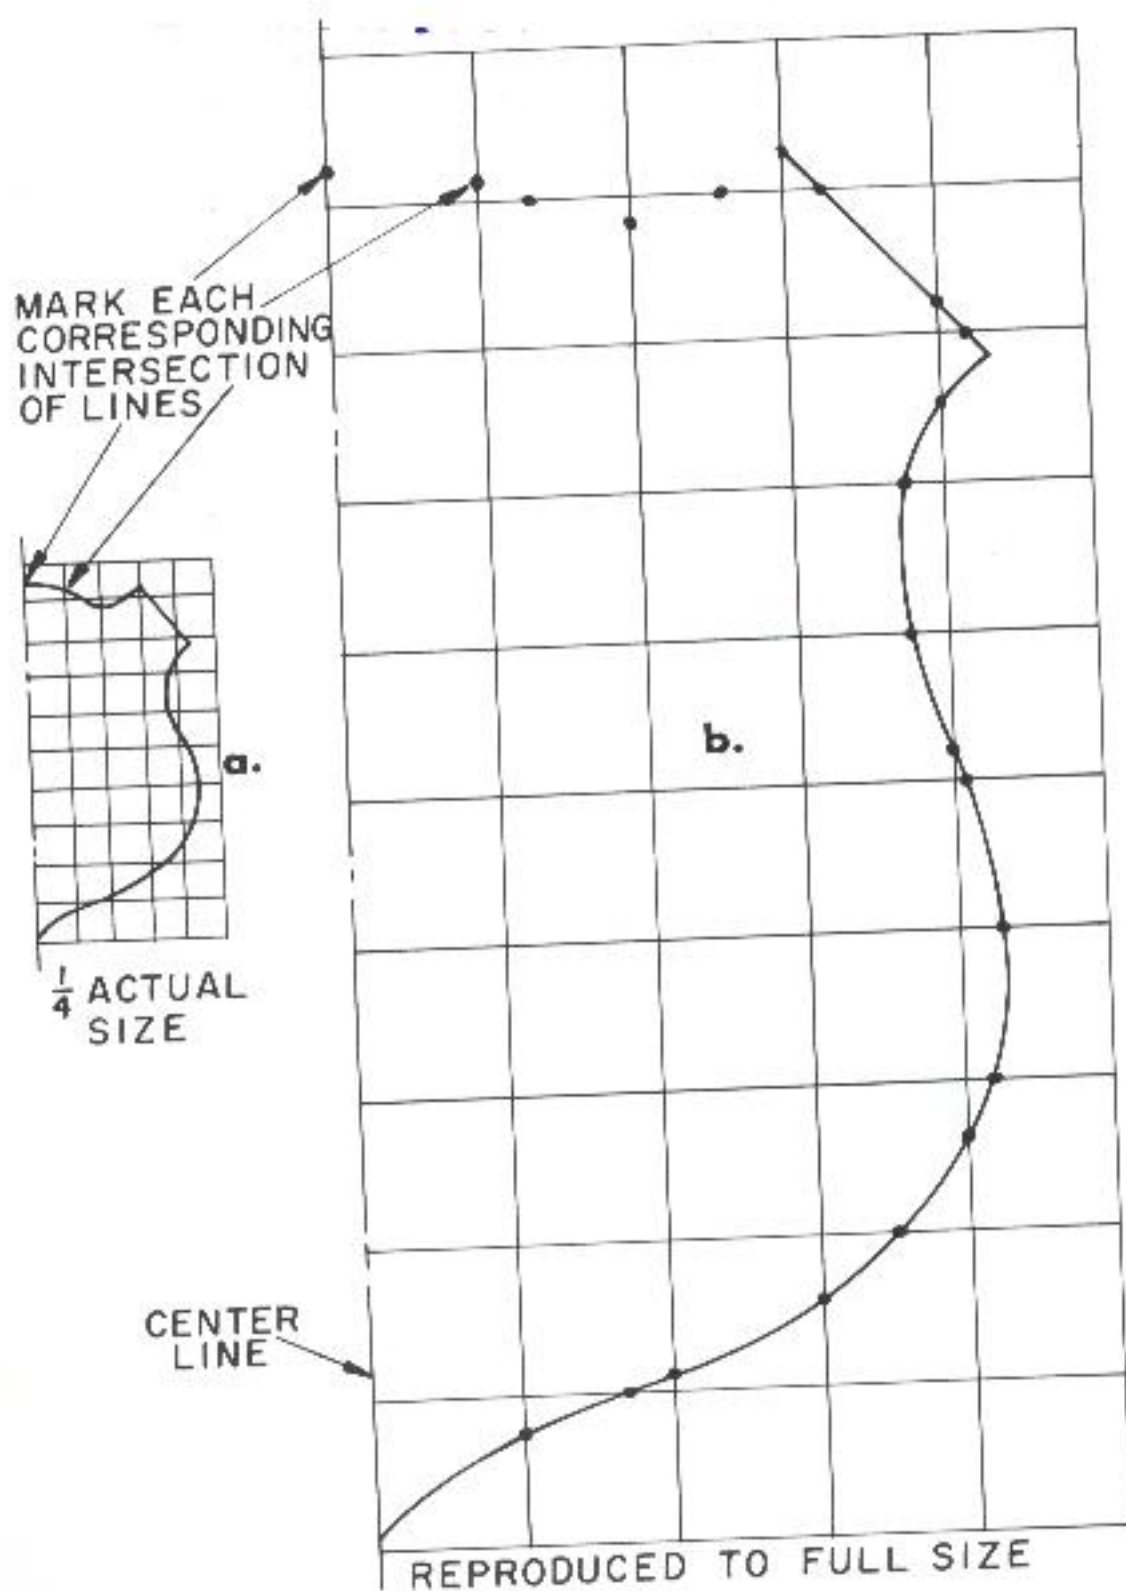 MARK EACH
CORRESPONDING
INTERSECTION
OF LINES
a.
b.
1/4 ACTUAL
SIZE
CENTER
LINE
REPRODUCED TO FULL SIZE